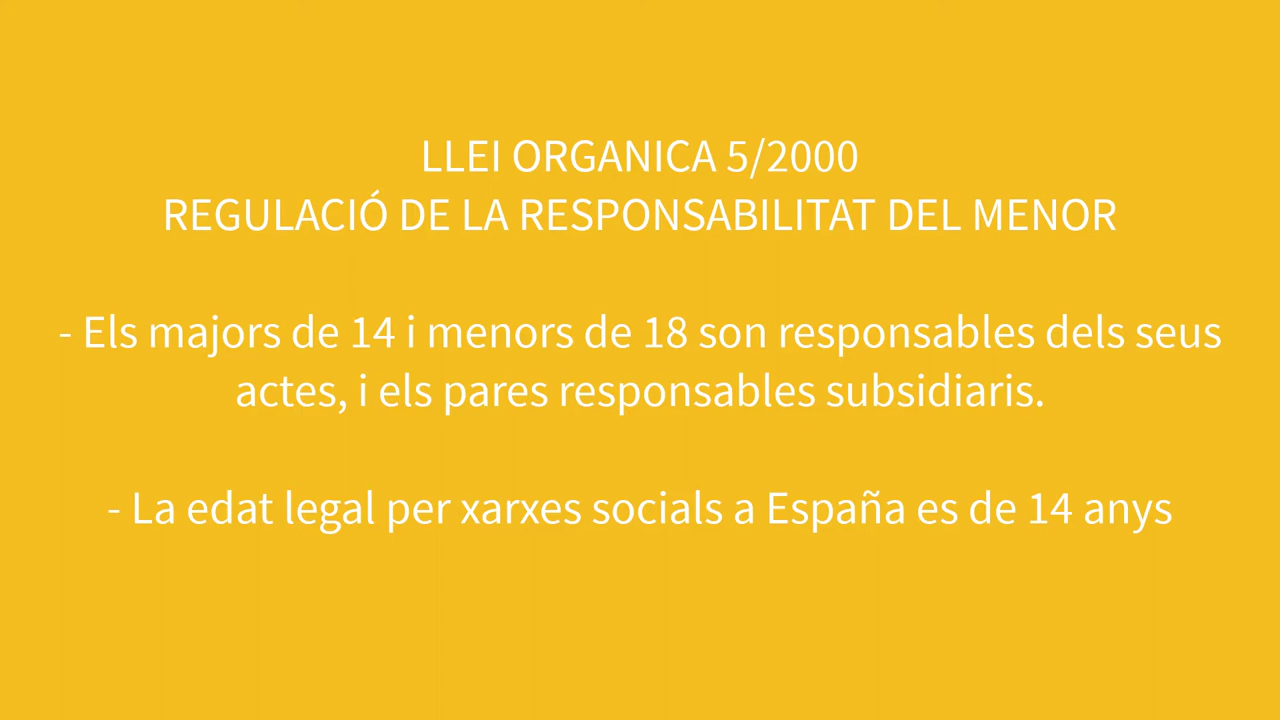 LLEI ORGANICA 5/2000
REGULACIÓ DE LA RESPONSABILITAT DEL MENOR
- Els majors de 14 i menors de 18 son responsables dels seus
actes, i els pares responsables subsidiaris.
- La edat legal per xarxes socials a España es de 14 anys